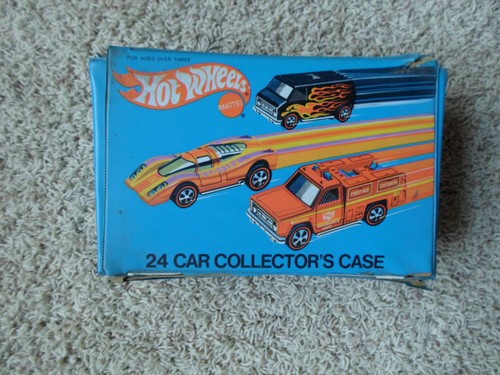 FOR AGES OVER THREE
Hot Wheels
MATTEL
24 CAR COLLECTOR'S CASE